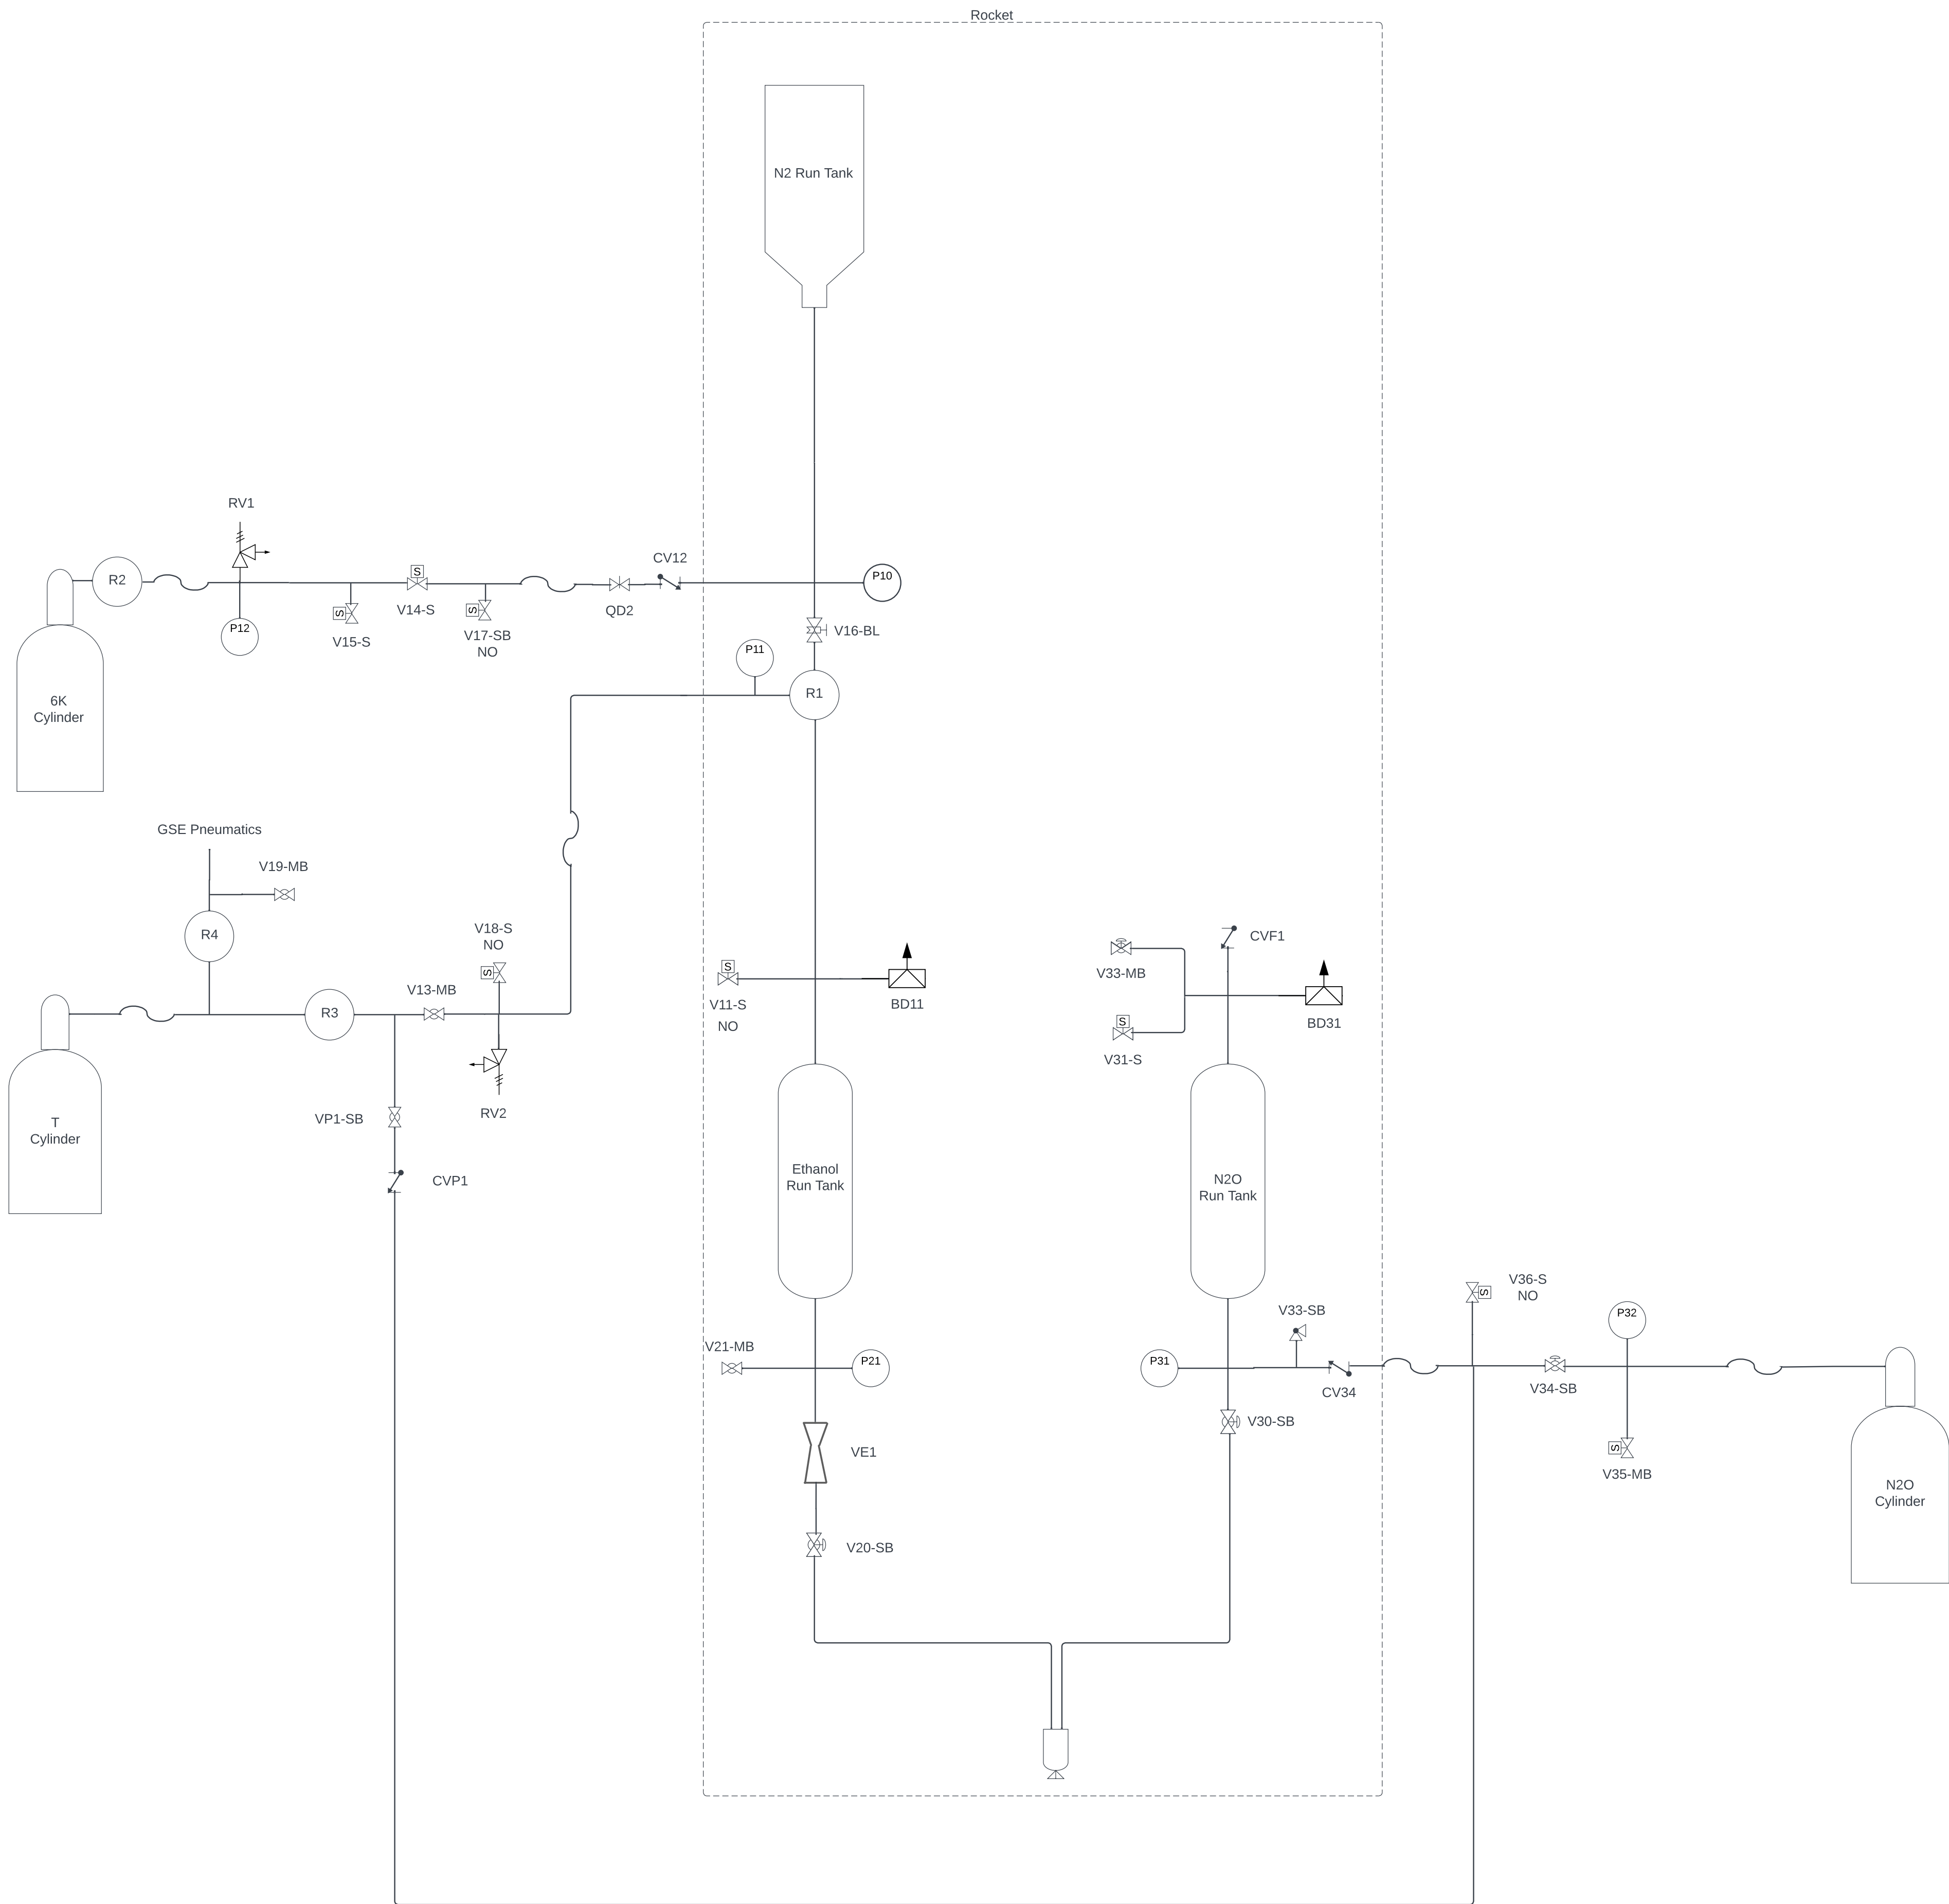 Rocket
N2 Run Tank
RV1
CV12
R2
S
P10
QD2
V14-S
S
S
P12
V15-S
V17-SB
NO
V16-BL
P11
R1
6K
Cylinder
GSE Pneumatics
V19-MB
R4
V18-S
NO
S
V13-MB
R3
T
Cylinder
VP1-SB
RV2
CVP1
S
V11-S
NO
BD11
CVF1
V33-MB
S
V31-S
BD31
Ethanol
Run Tank
N2O
Run Tank
V21-MB
P21
VE1
V20-SB
V33-SB
P31
CV34
V30-SB
V36-S
NO
S
P32
V34-SB
S
V35-MB
N2O
Cylinder